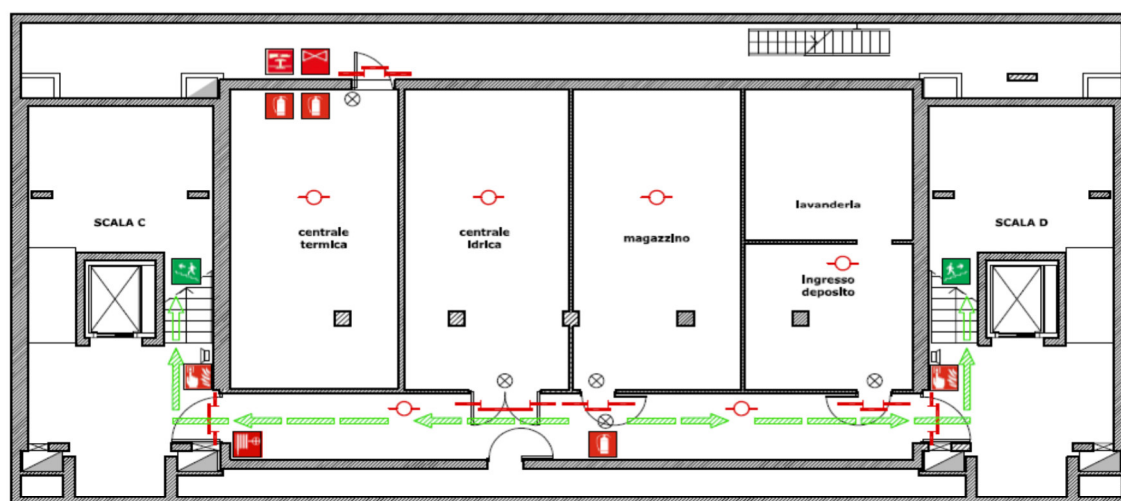 SCALA C
centrale
termica
centrale
idrica
magazzino
lavanderia
ingresso
deposito
SCALA D